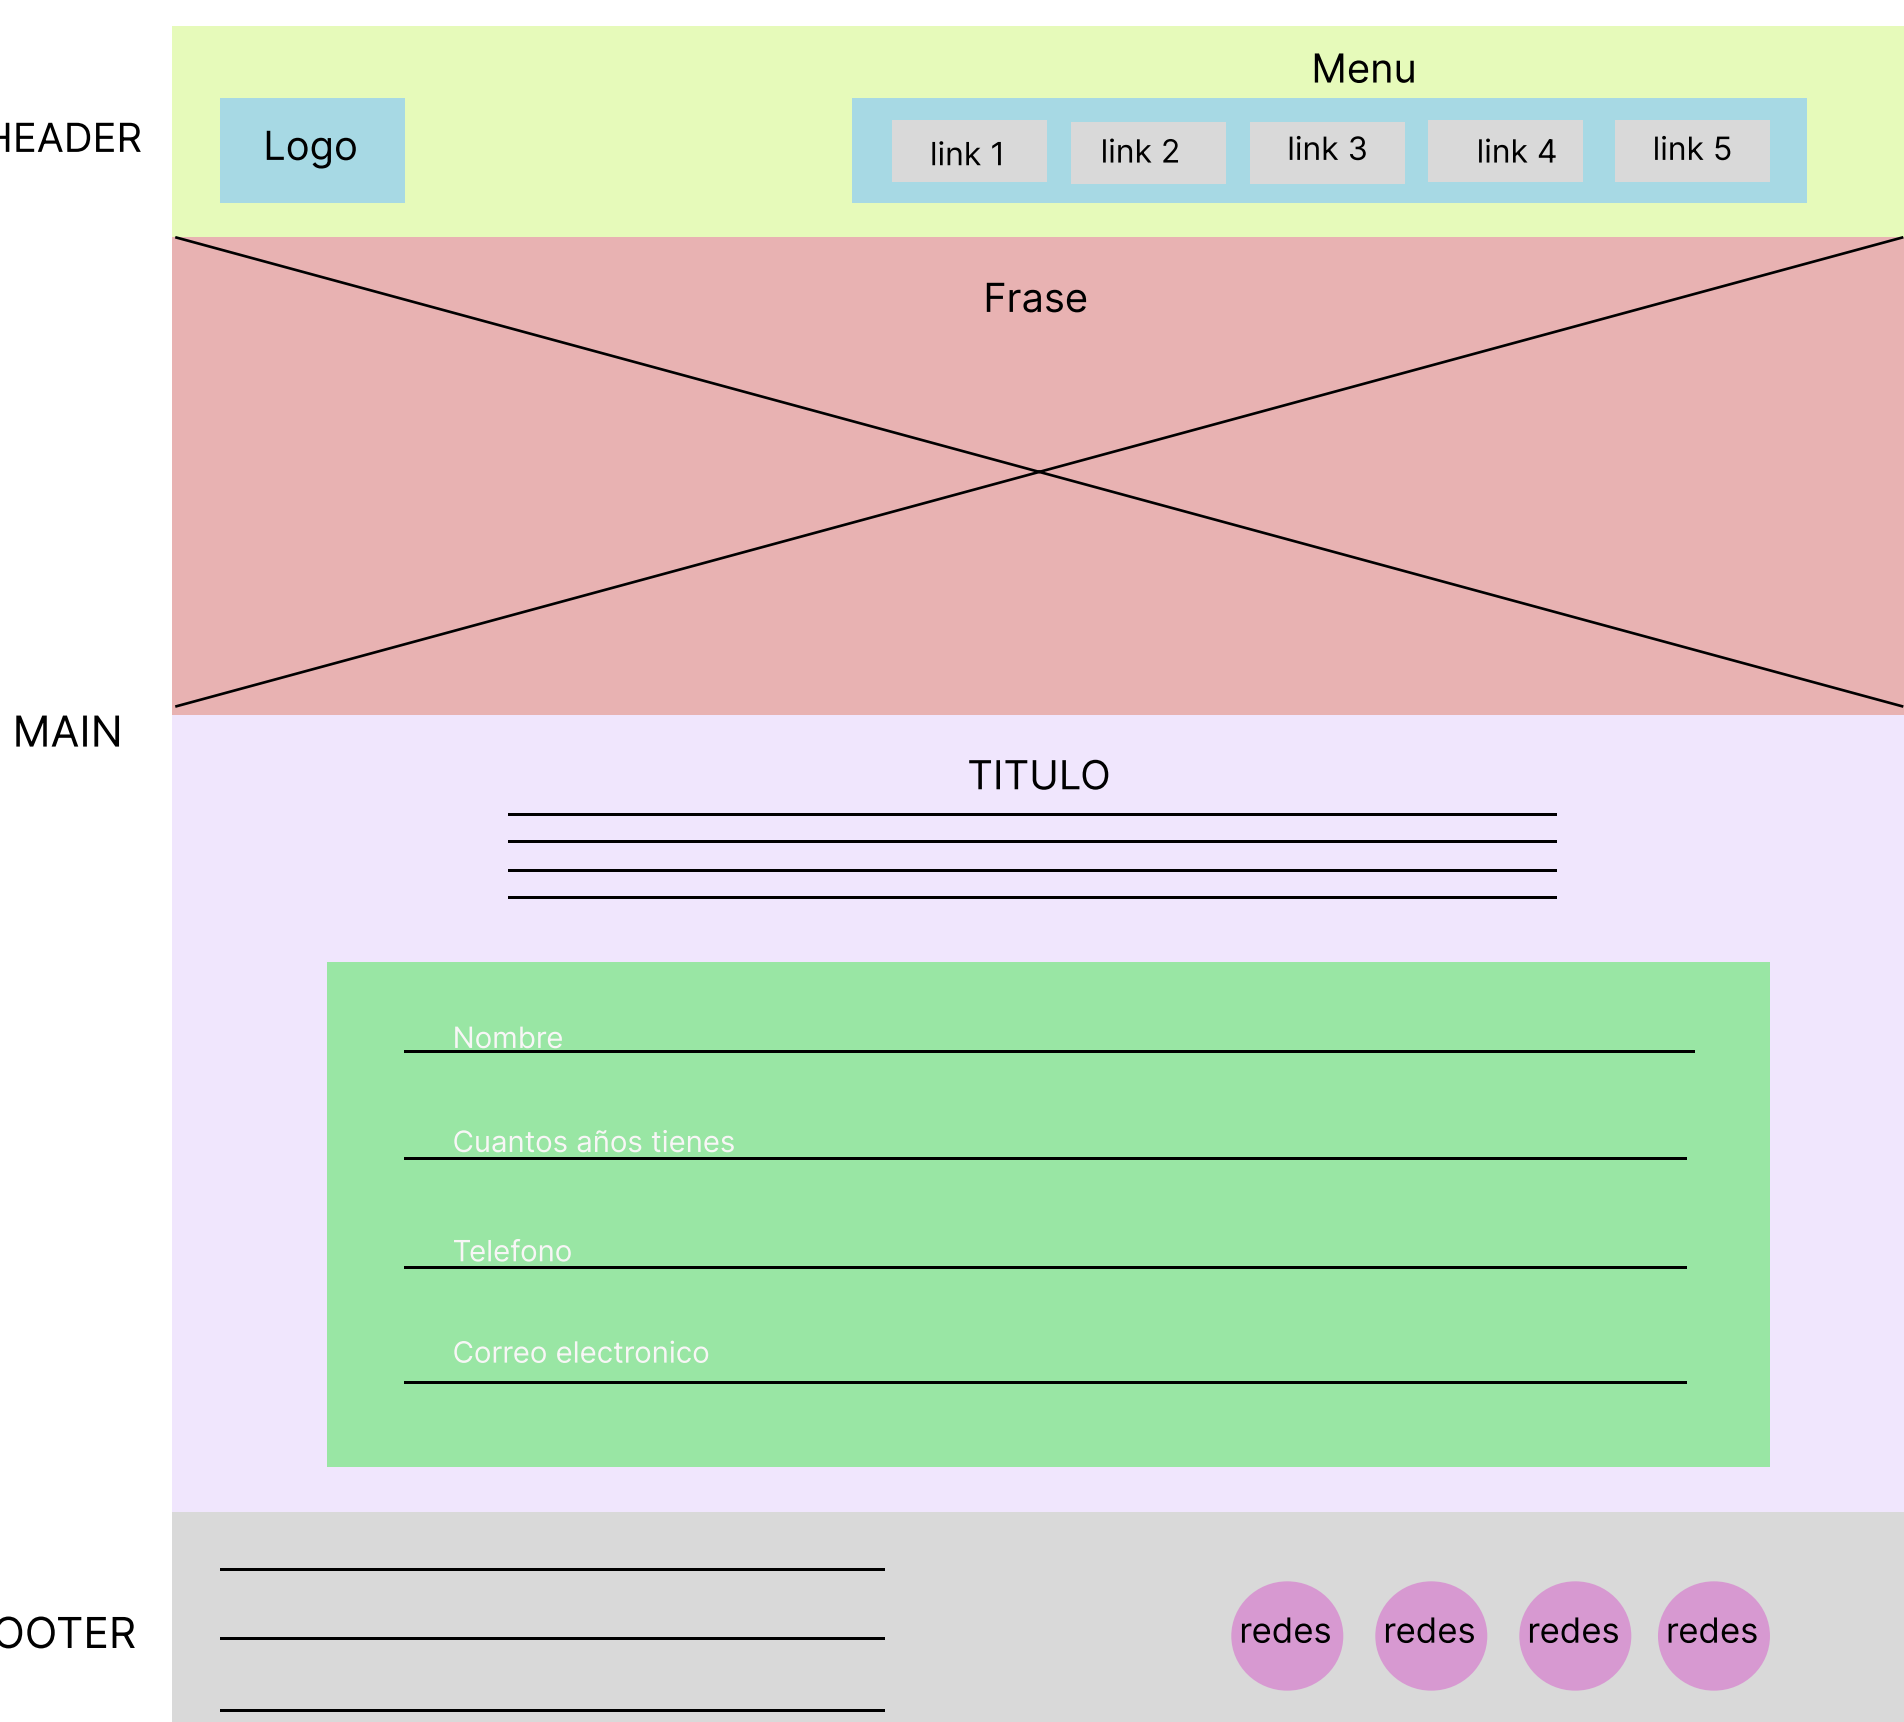 Menu
HEADER
Logo
link 1
link 2
link 3
link 4
link 5
Frase
MAIN
TITULO
Nombre
Cuantos años tienes
Telefono
Correo electronico
OOTER
redes
redes
redes
redes